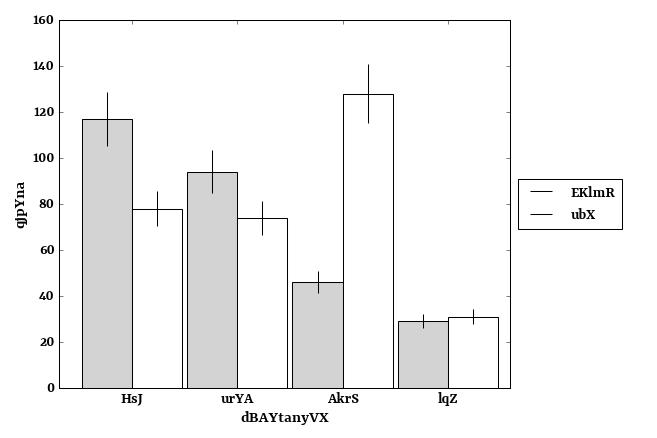 160
140
120
100
80
60
40
20
0
qjpYna
HsJ
urYA
AkrS
lqZ
dBAYtanyVX
EKlmR
ubX